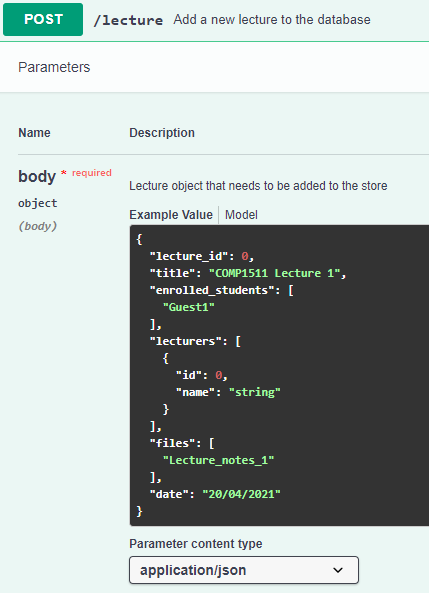 POST /lecture Add a new lecture to the database
Parameters
Name Description
body * required
object
(body)
Lecture object that needs to be added to the store
Example Value Model
{
"lecture_id": 0,
"title": "COMP1511 Lecture 1",
"enrolled_students": [
"Guest1"
],
"lecturers": [
{
"id": 0,
"name": "string"
}
],
"files": [
"Lecture_notes_1"
],
"date": "20/04/2021"
}
Parameter content type
application/json